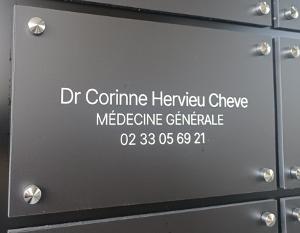 Dr Corinne Hervieu Cheve
MÉDECINE GÉNÉRALE
02 33 05 69 21